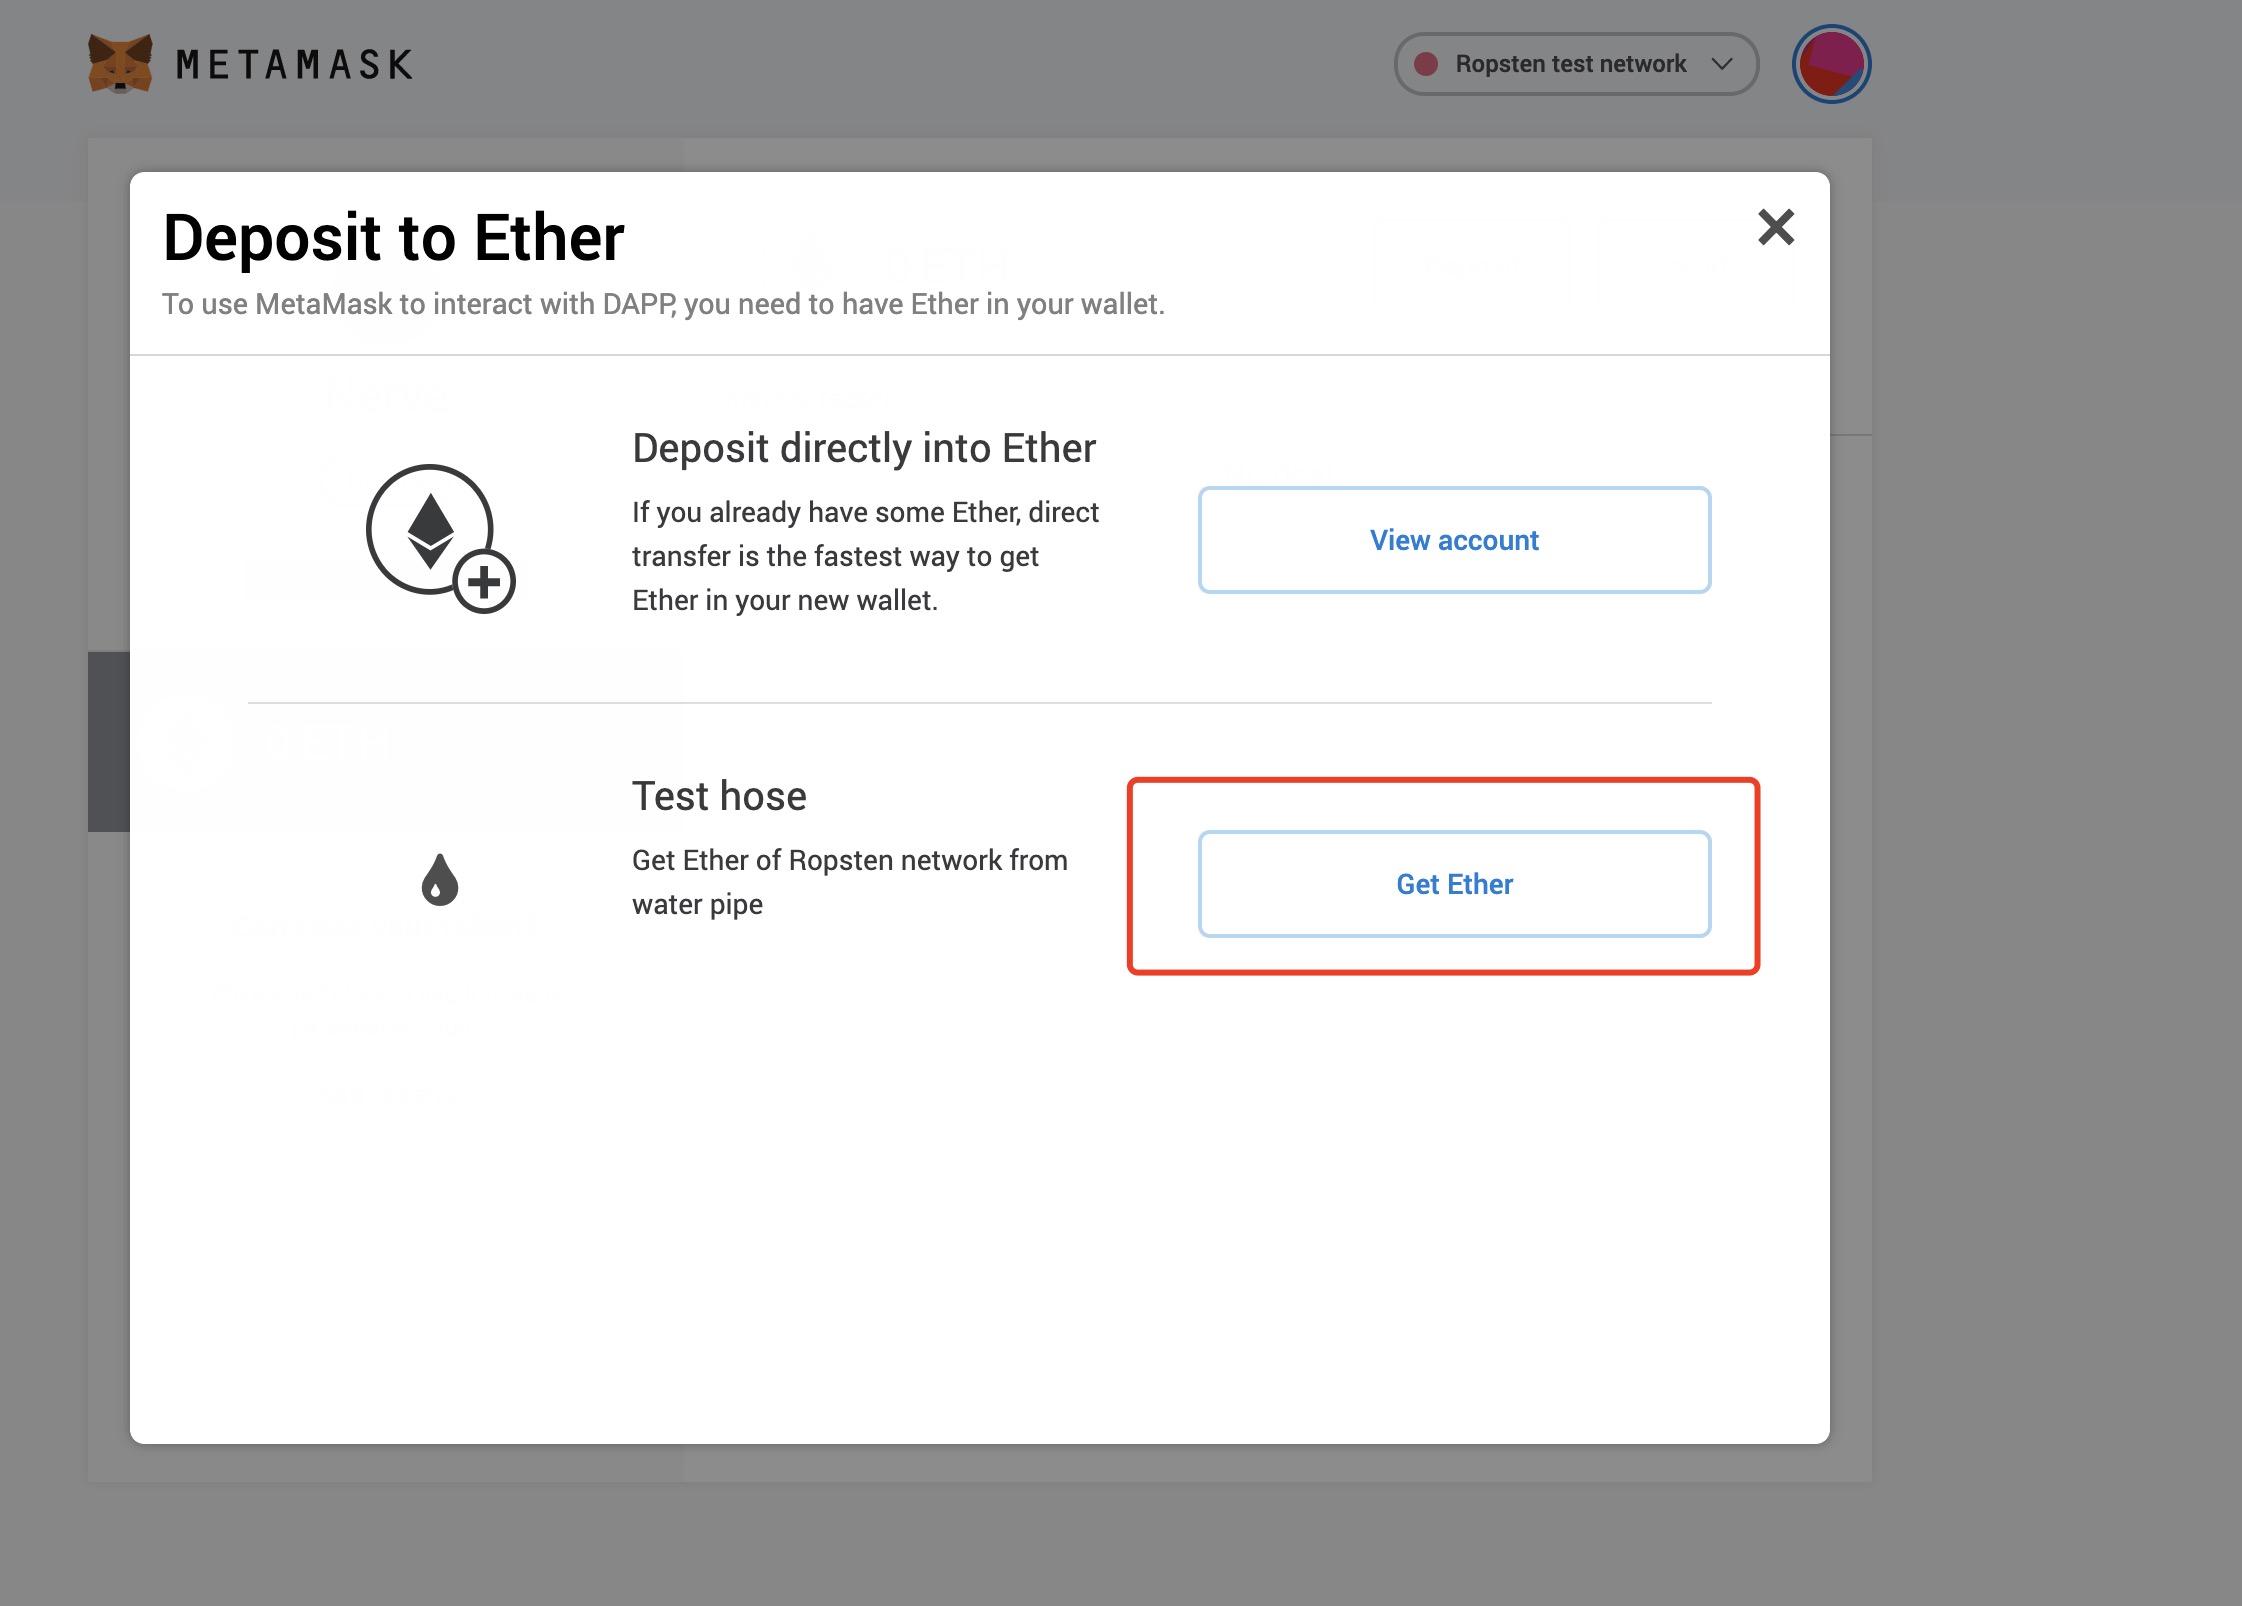 METAMASK
Ropsten test network
Deposit to Ether
To use MetaMask to interact with DAPP, you need to have Ether in your wallet.
Deposit directly into Ether
If you already have some Ether, direct
transfer is the fastest way to get
Ether in your new wallet.
View account
Test hose
Get Ether of Ropsten network from
water pipe
Get Ether